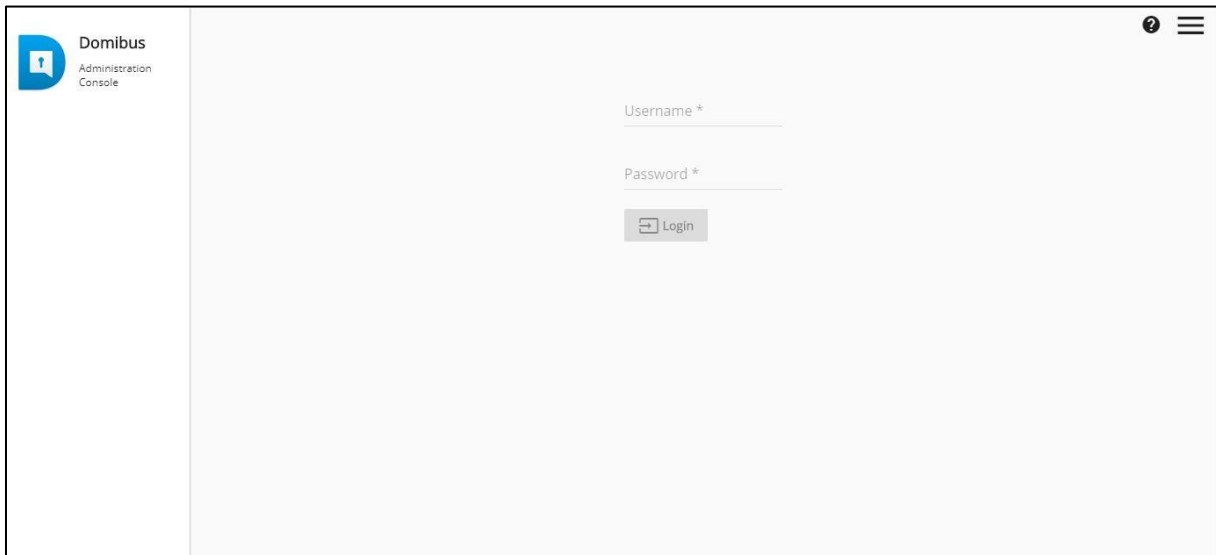 Domibus
Administration
Console
?
Username *
Password *
Login